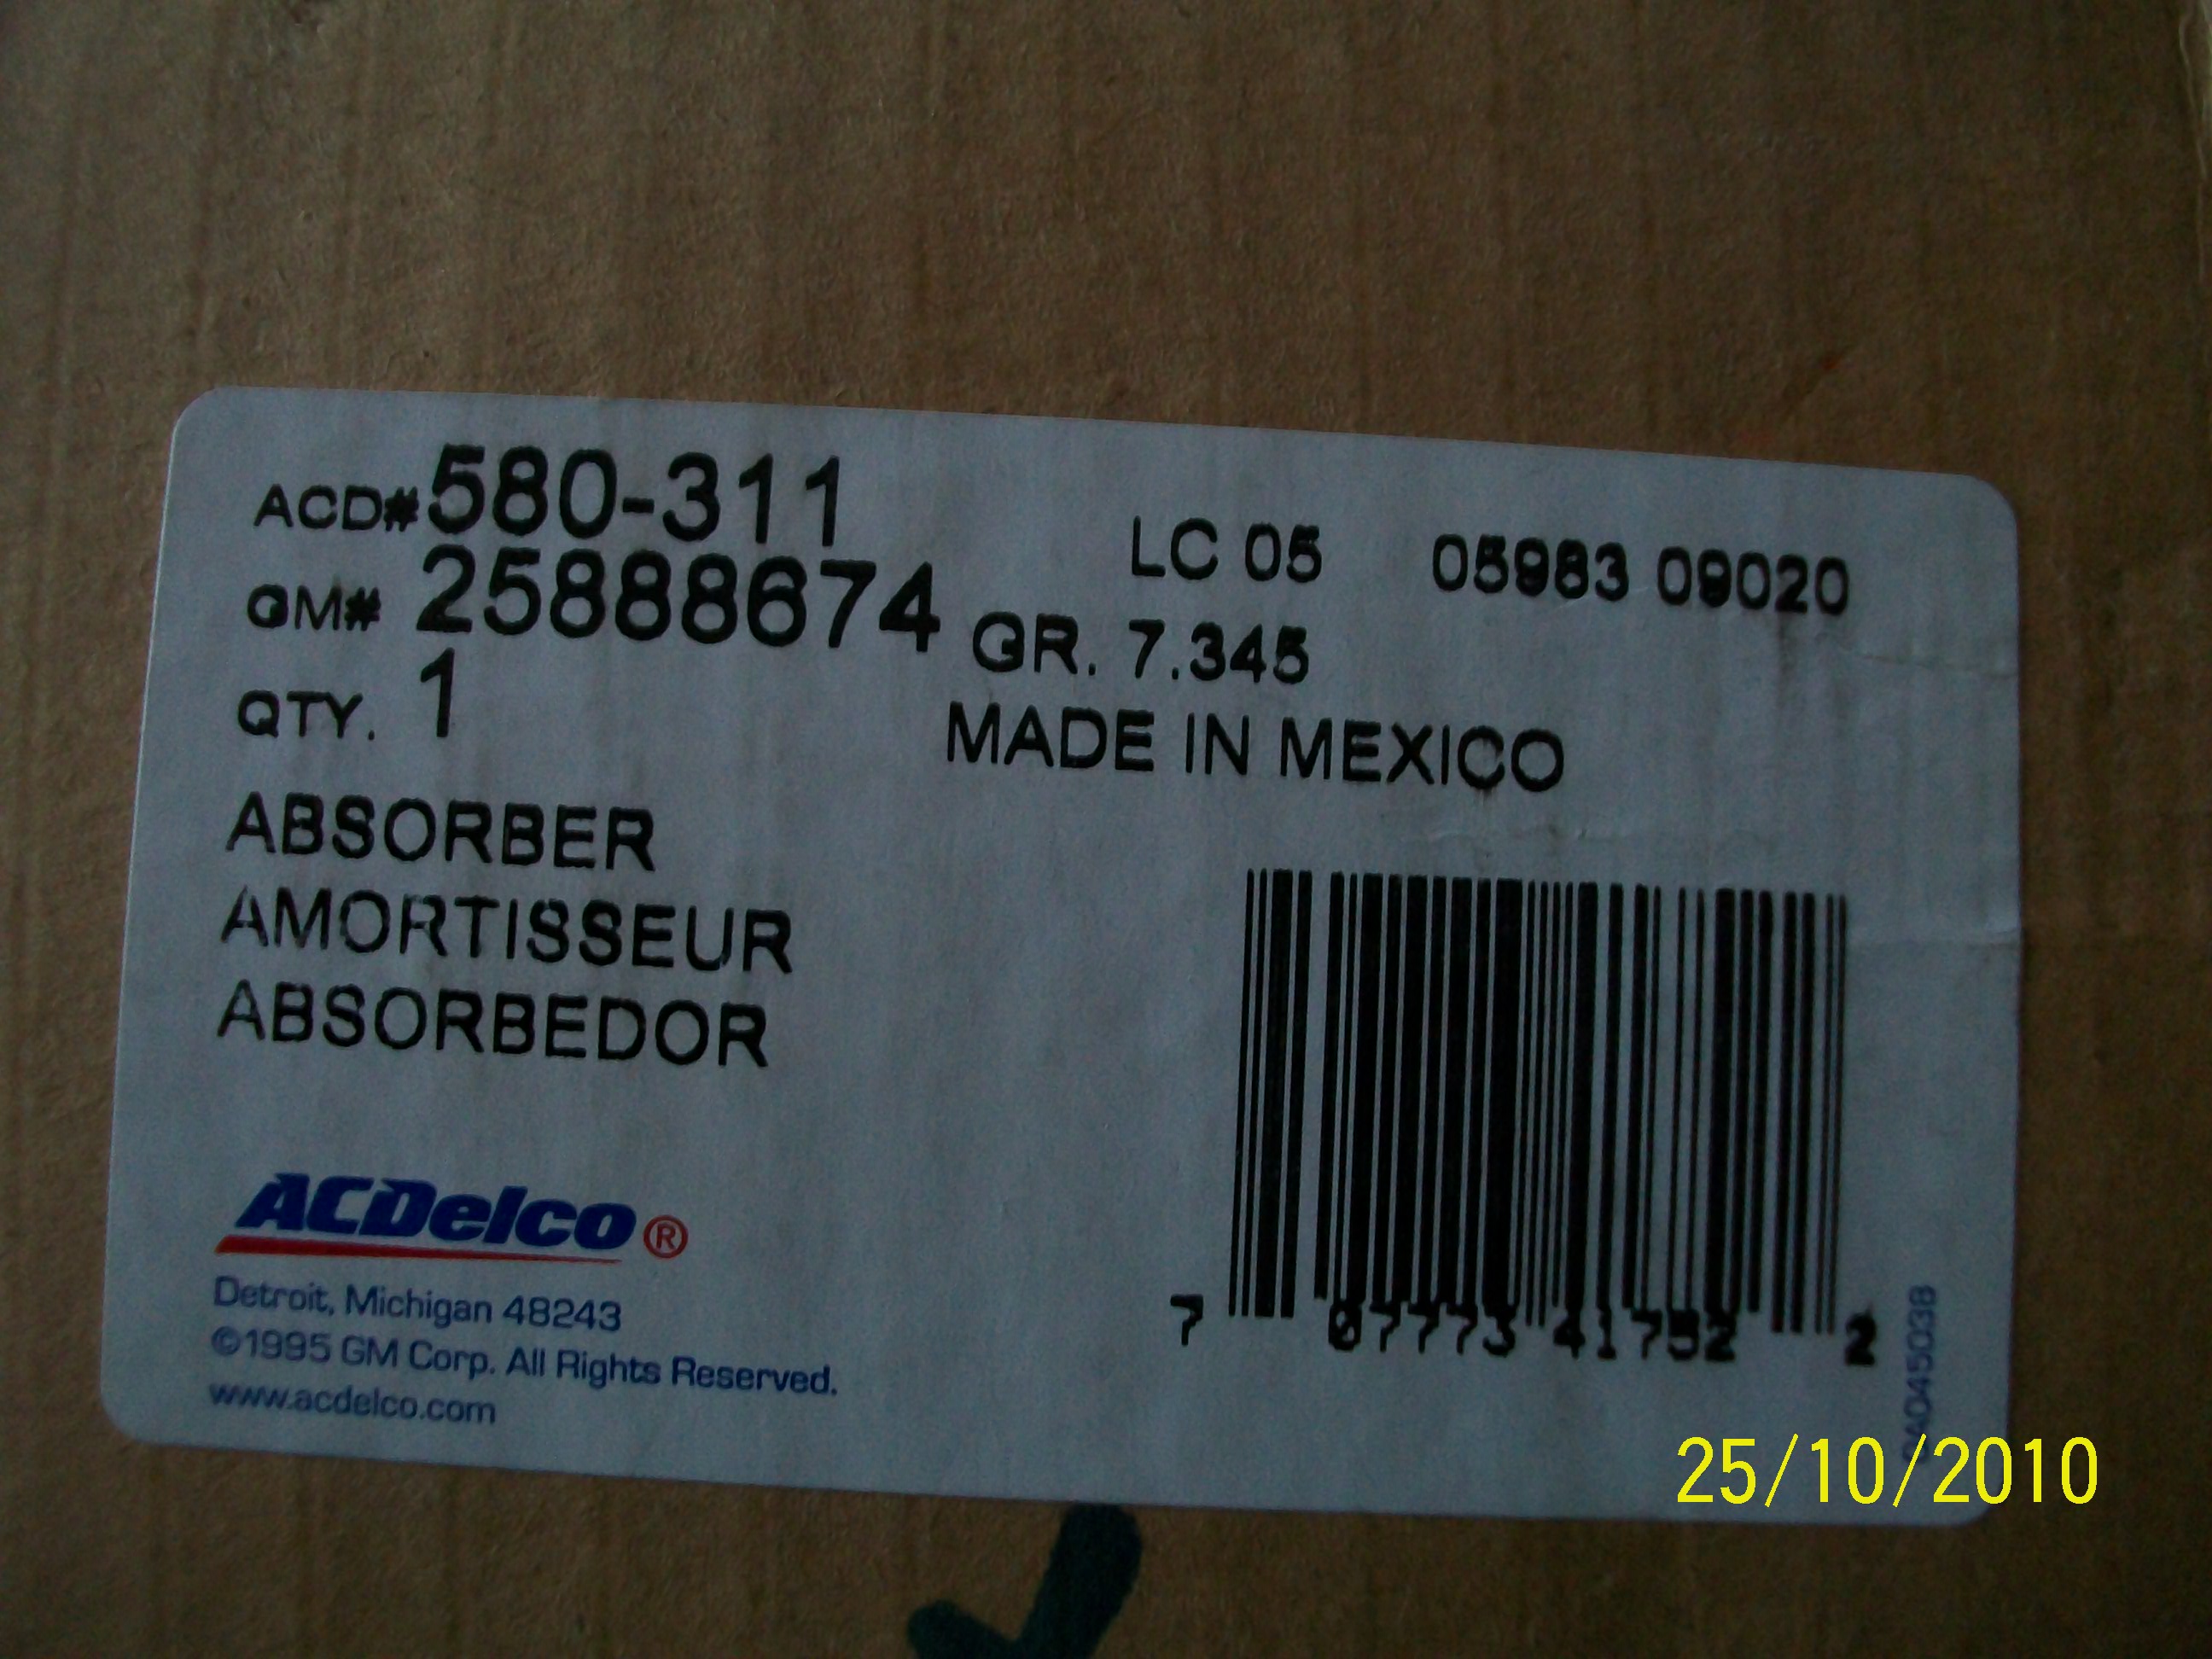 ACD# 580-311
LC 05 05983 09020
GM# 25888674 GR. 7.345
QTY. 1
MADE IN MEXICO
ABSORBER
AMORTISSEUR
ABSORBEDOR
ACDelco®
Detroit, Michigan 48243
©1995 GM Corp. All Rights Reserved.
www.acdelco.com
7 07773 41752 2
25/10/2010